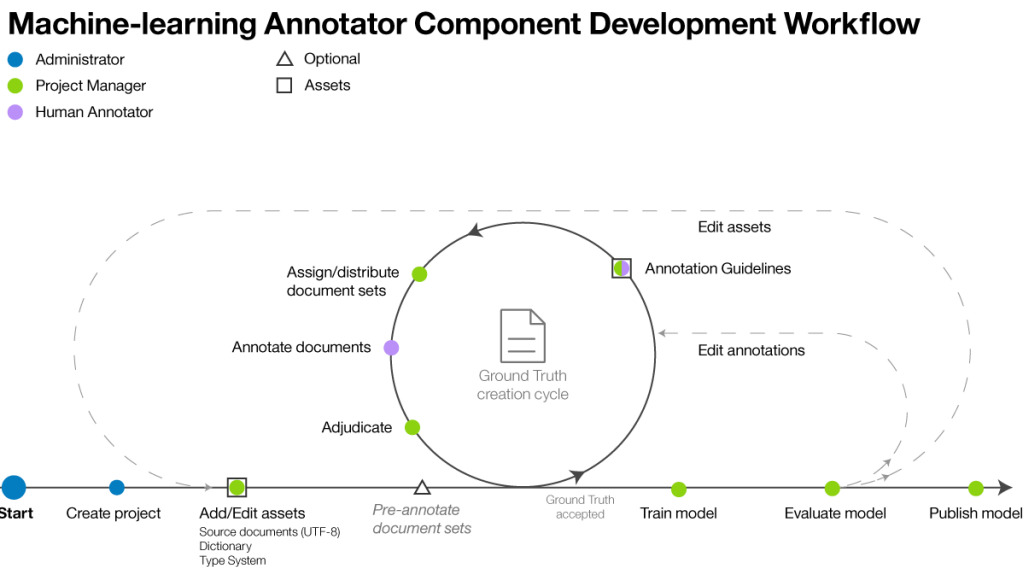 Machine-learning Annotator Component Development Workflow
Administrator
Optional
Project Manager
Assets
Human Annotator
Edit assets
Annotation Guidelines
Assign/distribute
document sets
Annotate documents
Edit annotations
Ground Truth
creation cycle
Adjudicate
Start
Create project
Add/Edit assets
Source documents (UTF-8)
Dictionary
Type System
Pre-annotate
document sets
Ground Truth
accepted
Train model
Evaluate model
Publish model